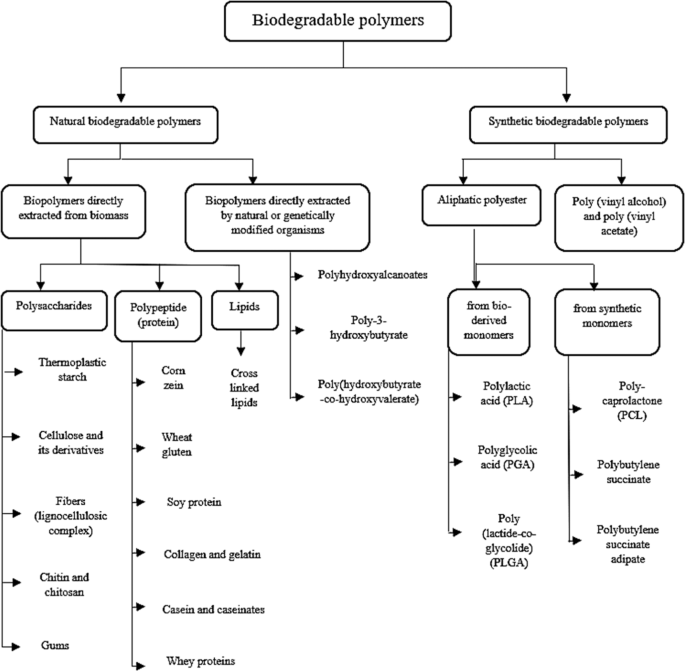 Biodegradable polymers
Natural biodegradable polymers
Synthetic biodegradable polymers
Biopolymers directly
extracted from biomass
Biopolymers directly extracted
by natural or genetically
modified organisms
Aliphatic polyester
Poly (vinyl alcohol)
and poly (vinyl
acetate)
Polysaccharides
Polypeptide
(protein)
Lipids
Polyhydroxyalcanoates
Poly-3-
hydroxybutyrate
Poly(hydroxybutyrate
-co-hydroxyvalerate)
from bio-
derived
monomers
from synthetic
monomers
Thermoplastic
starch
Cellulose and
its derivatives
Fibers
(lignocellulosic
complex)
Chitin and
chitosan
Gums
Corn
zein
Wheat
gluten
Soy protein
Collagen and gelatin
Casein and caseinates
Whey proteins
Cross
linked
lipids
Polylactic
acid (PLA)
Polyglycolic
acid (PGA)
Poly
(lactide-co-
glycolide)
(PLGA)
Poly-
caprolactone
(PCL)
Polybutylene
succinate
Polybutylene
succinate
adipate